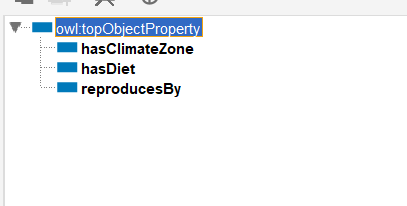 owl:topObjectProperty
hasClimateZone
hasDiet
reproducesBy